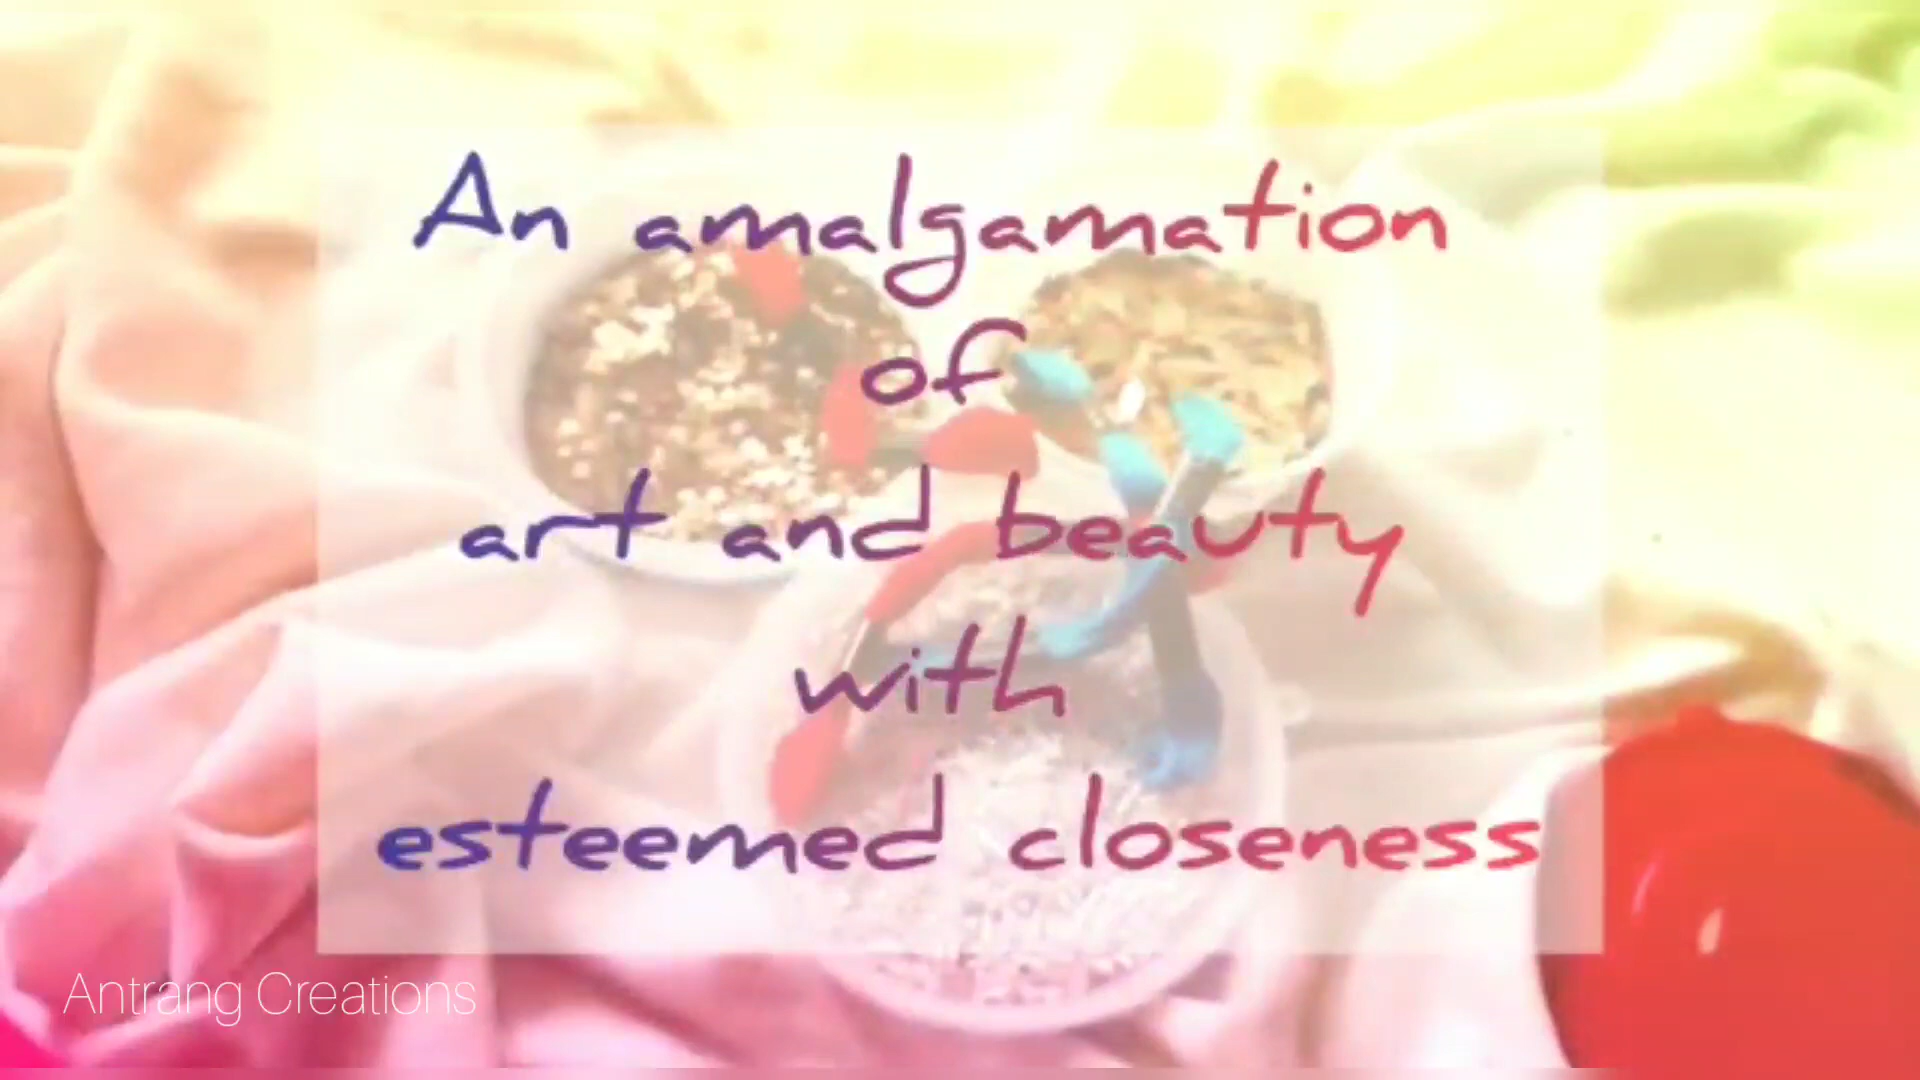 An amalgamation
of
art and beauty
with
esteemed closeness
Antrang Creations